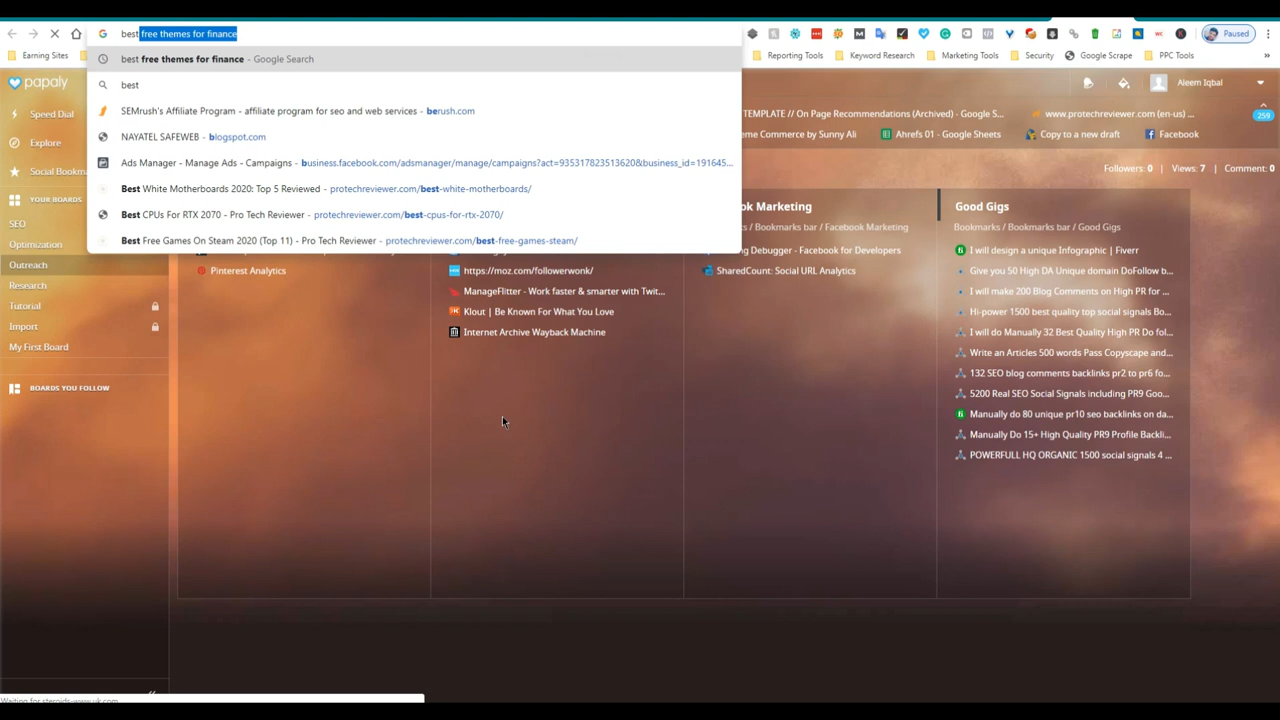 best free themes for finance
Paused
Earning Sites
Reporting Tools
Keyword Research
Marketing Tools
Security
Google Scrape
PPC Tools
best free themes for finance - Google Search
best
SEMrush's Affiliate Program - affiliate program for seo and web services - berush.com
NAYATEL SAFEWEB - blogspot.com
Ads Manager - Manage Ads - Campaigns - business.facebook.com/adsmanager/manage/campaigns?act=935317823513620&business_id=191645...
Best White Motherboards 2020: Top 5 Reviewed - protechreviewer.com/best-white-motherboards/
Best CPUs For RTX 2070 - Pro Tech Reviewer - protechreviewer.com/best-cpus-for-rtx-2070/
Best Free Games On Steam 2020 (Top 11) - Pro Tech Reviewer - protechreviewer.com/best-free-games-steam/
papaly
Aleem Iqbal
Speed Dial
Explore
Social Bookm
YOUR BOARDS
SEO
Optimization
Outreach
Research
Tutorial
Import
My First Board
BOARDS YOU FOLLOW
TEMPLATE // On Page Recommendations (Archived) - Google S...
www.protechreviewer.com (en-us) ...
259
eme Commerce by Sunny Ali
Ahrefs 01 - Google Sheets
Copy to a new draft
Facebook
Followers: 0 | Views: 7 | Comment: 0
Pinterest Analytics
https://moz.com/followerwonk/
ManageFlitter - Work faster & smarter with Twit...
Klout | Be Known For What You Love
Internet Archive Wayback Machine
ok Marketing
s / Bookmarks bar / Facebook Marketing
ng Debugger - Facebook for Developers
SharedCount: Social URL Analytics
Good Gigs
Bookmarks / Bookmarks bar / Good Gigs
I will design a unique Infographic | Fiverr
Give you 50 High DA Unique domain DoFollow b...
I will make 200 Blog Comments on High PR for ...
Hi-power 1500 best quality top social signals Bo...
I will do Manually 32 Best Quality High PR Do fol...
Write an Articles 500 words Pass Copyscape and...
132 SEO blog comments backlinks pr2 to pr6 fo...
5200 Real SEO Social Signals including PR9 Goo...
Manually do 80 unique pr10 seo backlinks on da...
Manually Do 15+ High Quality PR9 Profile Backli...
POWERFULL HQ ORGANIC 1500 social signals 4 ...